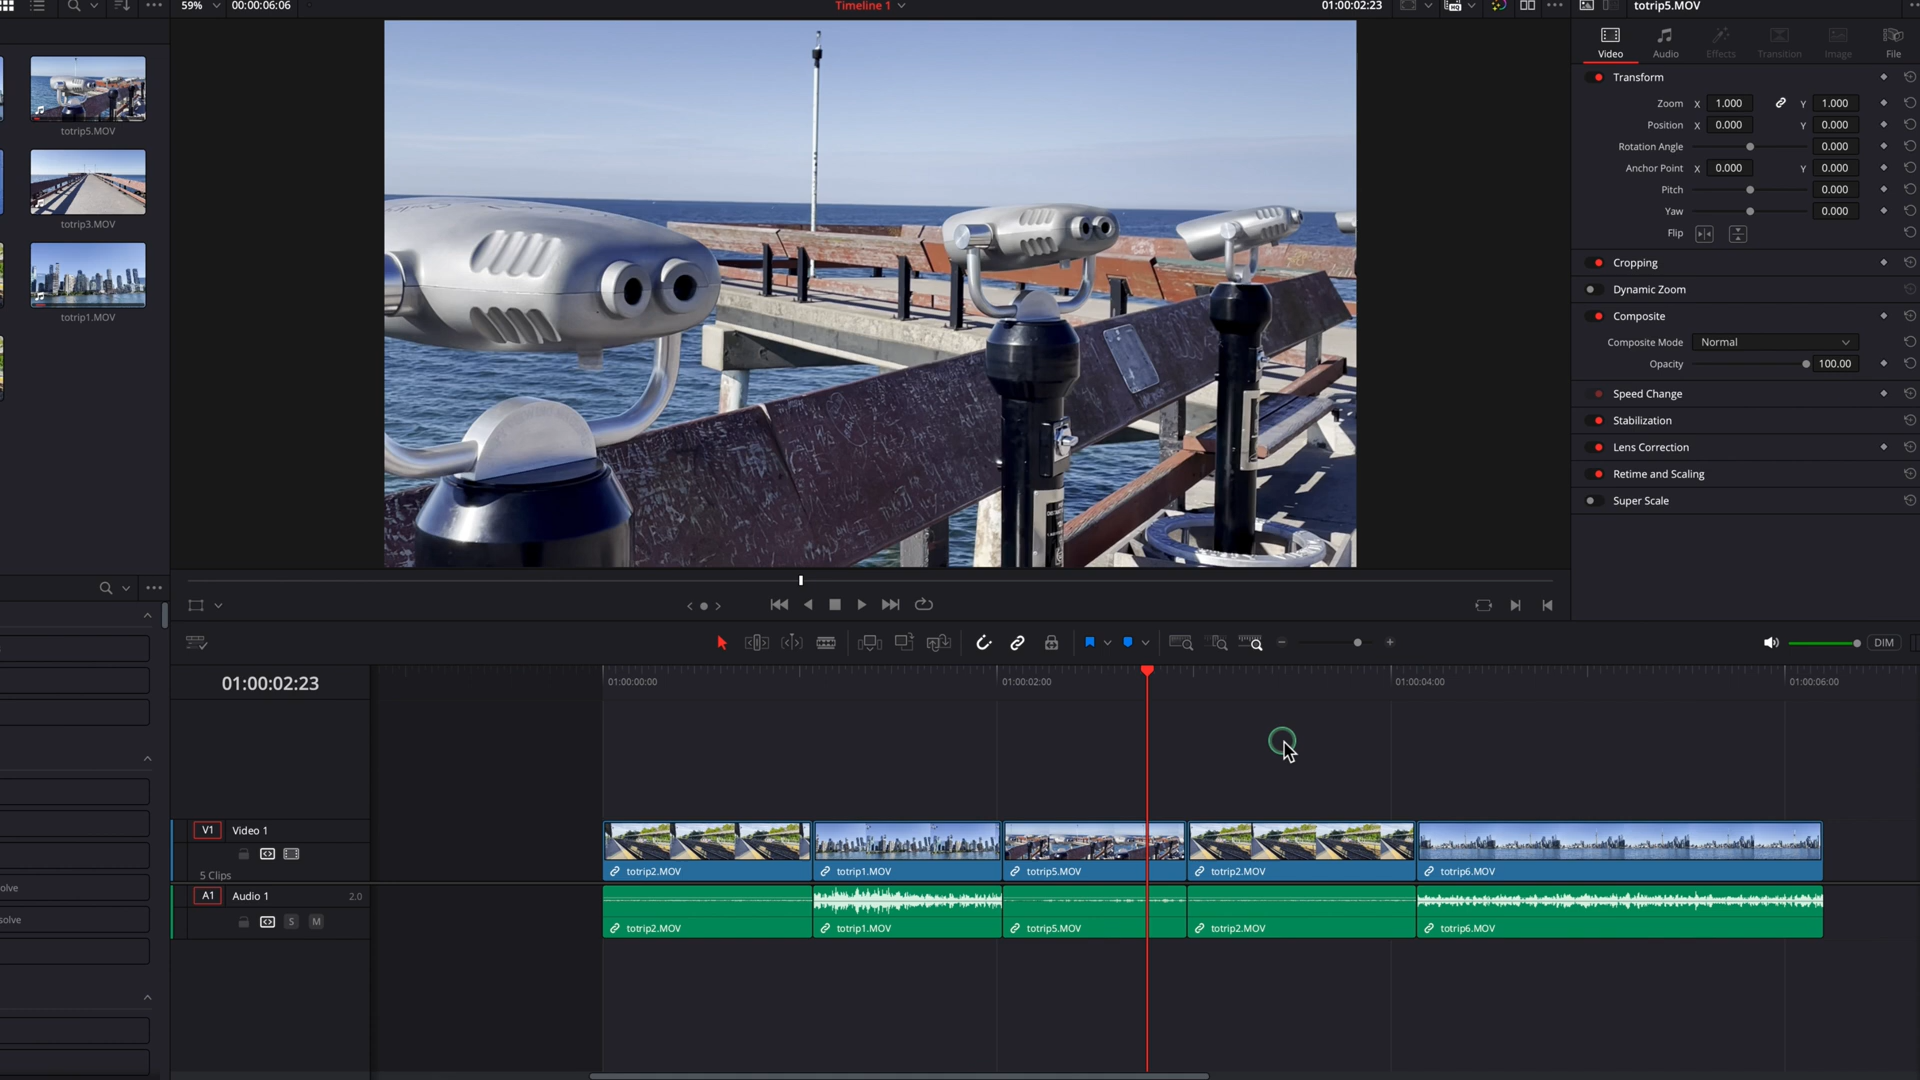 59%
00:00:06:06
Timeline 1
01:00:02:23
totrip5.MOV
totrip5.MOV
totrip3.MOV
totrip1.MOV
Video
Audio
Effects
Transition
Image
File
Transform
Zoom X 1.000 Y 1.000
Position X 0.000 Y 0.000
Rotation Angle 0.000
Anchor Point X 0.000 Y 0.000
Pitch 0.000
Yaw 0.000
Flip
Cropping
Dynamic Zoom
Composite
Composite Mode Normal
Opacity 100.00
Speed Change
Stabilization
Lens Correction
Retime and Scaling
Super Scale
DIM
01:00:02:23
01:00:00:00
01:00:02:00
01:00:04:00
01:00:06:00
V1 Video 1
5 Clips
totrip2.MOV
totrip1.MOV
totrip5.MOV
totrip2.MOV
totrip6.MOV
A1 Audio 1 2.0
S M
totrip2.MOV
totrip1.MOV
totrip5.MOV
totrip2.MOV
totrip6.MOV
olve
solve